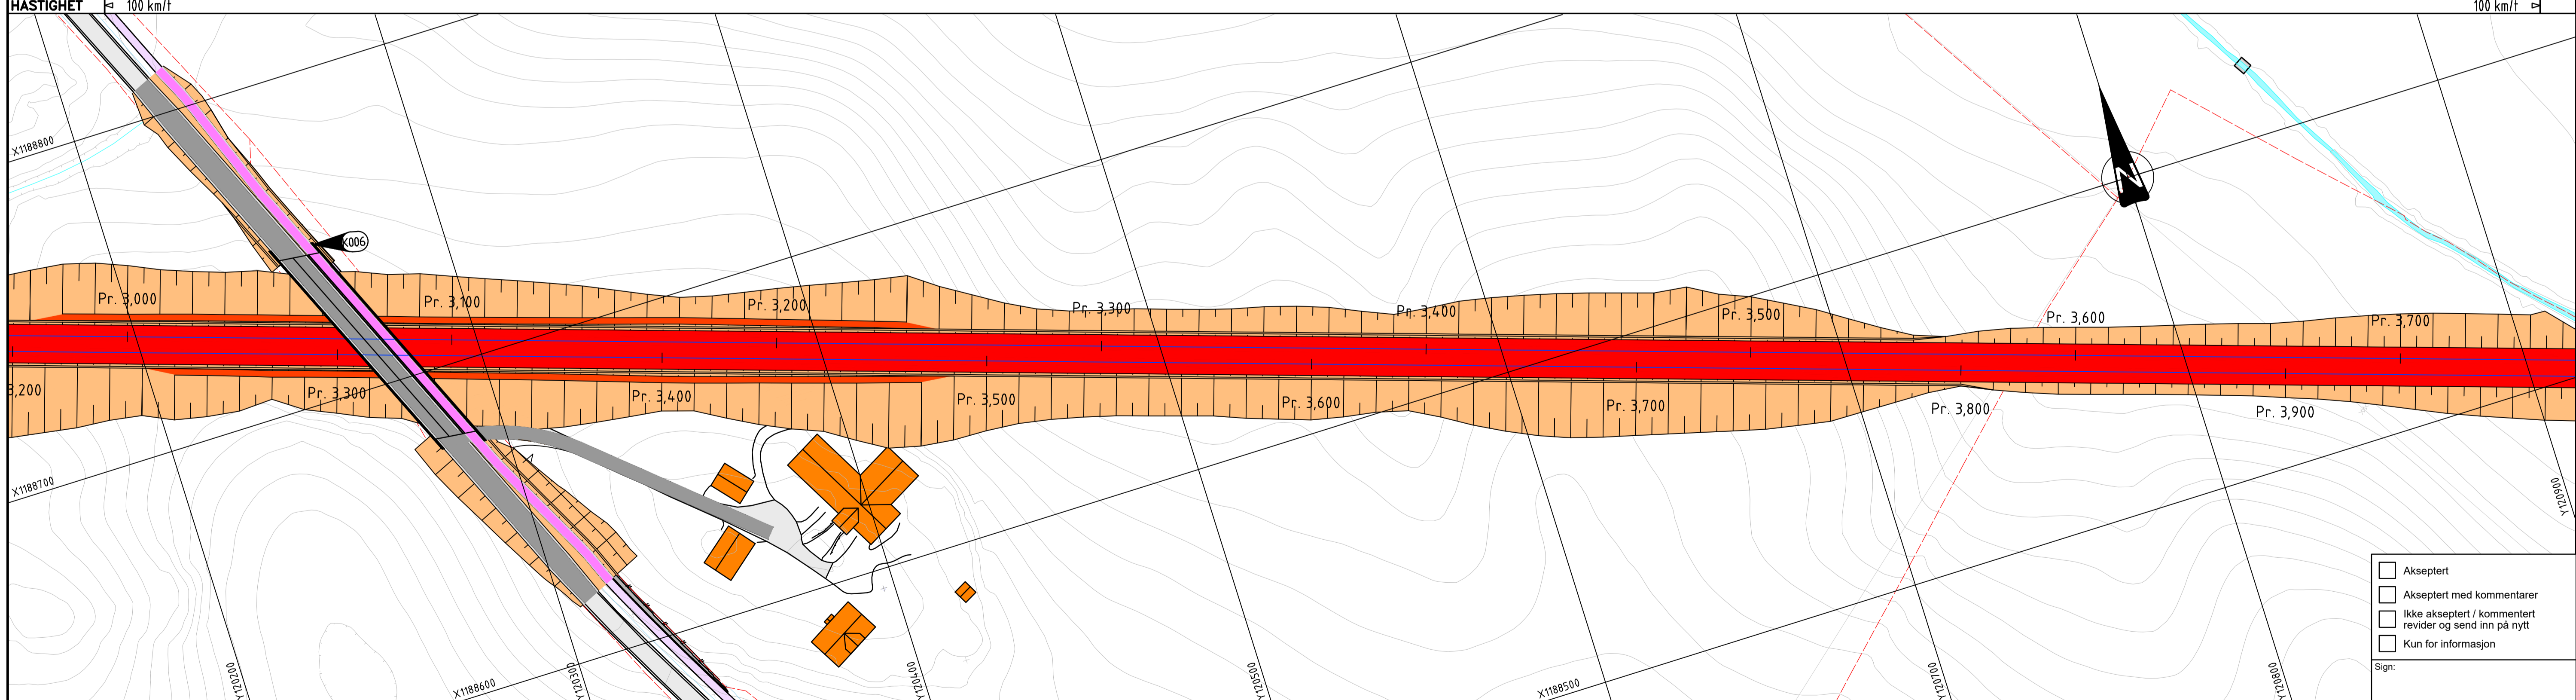 HASTIGHET 100 km/t 100 km/t
X1188800
N
K006
Pr. 3,000 Pr. 3,100 Pr. 3,200 Pr. 3,300 Pr. 3,400 Pr. 3,500 Pr. 3,600 Pr. 3,700
3,200 Pr. 3,300 Pr. 3,400 Pr. 3,500 Pr. 3,600 Pr. 3,700 Pr. 3,800 Pr. 3,900
X1188700
Y120900
Akseptert
Akseptert med kommentarer
Ikke akseptert / kommentert
revider og send inn på nytt
Kun for informasjon
Sign:
Y120200 X1188600 Y120300 Y120400 Y120500 X1188500 Y120700 Y120800